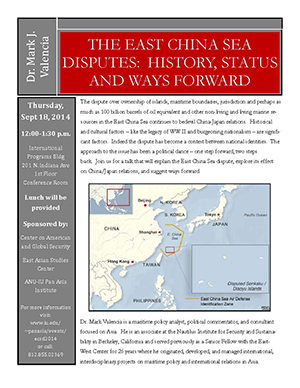 Dr. Mark J.
Valencia
THE EAST CHINA SEA
DISPUTES: HISTORY, STATUS
AND WAYS FORWARD
Thursday,
Sept 18, 2014
12:00-1:30 p.m.
International
Programs Bldg
201 N Indiana Ave
1st Floor
Conference Room
Lunch will be
provided
Sponsored by:
Center on American
and Global Security
East Asian Studies
Center
ANU-IU Pan Asia
Institute
For more information
visit
www.iu.edu/
~panasia/events/
2014
or call
812.855.02369
The dispute over ownership of islands, maritime boundaries, jurisdiction and perhaps as
much as 100 billion barrels of oil equivalent and other non-living and living marine re-
sources in the East China Sea continues to bedevil China-Japan relations. Historical
and cultural factors – like the legacy of WW II and burgeoning nationalism – are signifi-
cant factors. Indeed the dispute has become a contest between national identities. The
approach to the issue has been a political dance – one step forward, two steps
back. Join us for a talk that will explain the East China Sea dispute, explore its effect
on China/Japan relations, and suggest ways forward.
Beijing
N. KOREA
S. KOREA
Tokyo
JAPAN
Pacific Ocean
CHINA
Shanghai
E. China
Sea
Hong Kong
TAIWAN
PHILIPPINES
Disputed Senkaku /
Diaoyu Islands
East China Sea Air Defense
Identification Zone
Dr. Mark Valencia is a maritime policy analyst, political commentator, and consultant
focused on Asia. He is an associate at the Nautilus Institute for Security and Sustaina-
bility in Berkeley, California and served previously as a Senior Fellow with the East-
West Center for 26 years where he originated, developed, and managed international,
interdisciplinary projects on maritime policy and international relations in Asia.